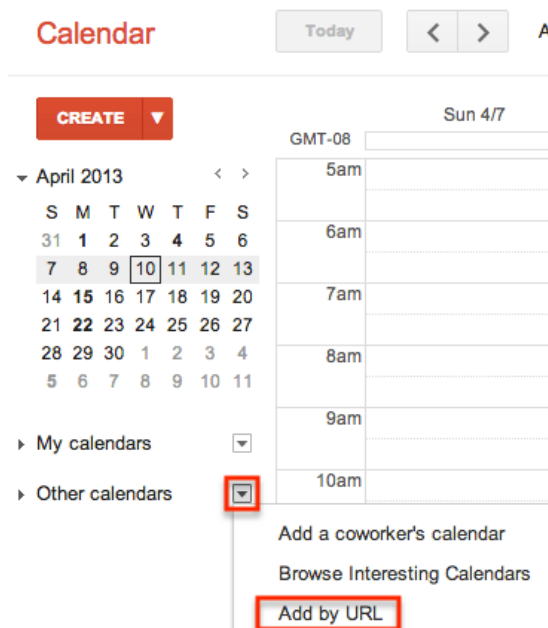 Calendar
Today
< >
A
CREATE
Sun 4/7
GMT-08
April 2013 < >
S M T W T F S
31 1 2 3 4 5 6
7 8 9 10 11 12 13
14 15 16 17 18 19 20
21 22 23 24 25 26 27
28 29 30 1 2 3 4
5 6 7 8 9 10 11
5am
6am
7am
8am
9am
10am
My calendars
Other calendars
Add a coworker's calendar
Browse Interesting Calendars
Add by URL